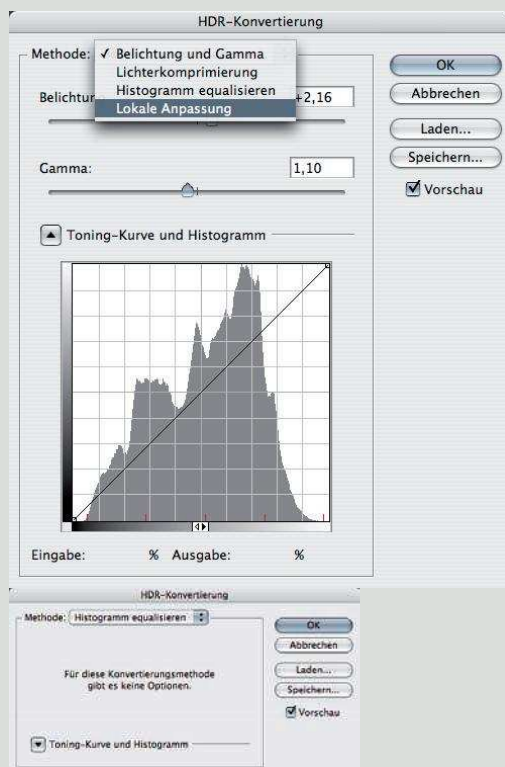 HDR-Konvertierung
Methode: ✓ Belichtung und Gamma
Lichterkomprimierung
Histogramm equalisieren
Lokale Anpassung
Belichtu +2,16
Gamma: 1,10
Toning-Kurve und Histogramm
Eingabe: % Ausgabe: %
OK
Abbrechen
Laden...
Speichern...
Vorschau
HDR-Konvertierung
Methode: Histogramm equalisieren
Für diese Konvertierungsmethode
gibt es keine Optionen.
Toning-Kurve und Histogramm
OK
Abbrechen
Laden...
Speichern...
Vorschau